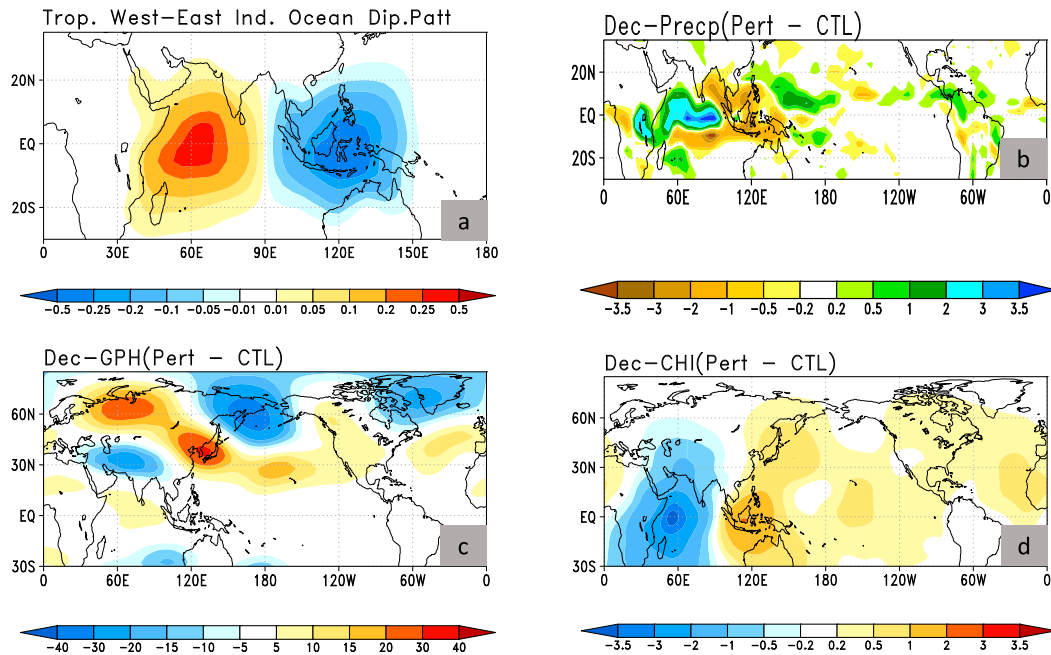 Trop. West-East Ind. Ocean Dip.Patt
20N
EQ
20S
0 30E 60E 90E 120E 150E 180
a
-0.5 -0.25 -0.2 -0.1 -0.05 -0.01 0.01 0.05 0.1 0.20 0.25 0.5
Dec-Precp(Pert - CTL)
20N
EQ
20S
0 60E 120E 180 120W 60W 0
b
-3.5 -3 -2 -1 -0.5 -0.2 0.2 0.5 1 2 3 3.5
Dec-GPH(Pert - CTL)
60N
30N
EQ
30S
0 60E 120E 180 120W 60W 0
c
-40 -30 -20 -15 -10 -5 5 10 15 20 30 40
Dec-CHI(Pert - CTL)
60N
30N
EQ
30S
0 60E 120E 180 120W 60W 0
d
-3.5 -3 -2 -1 -0.5 -0.2 0.2 0.5 1 2 3 3.5